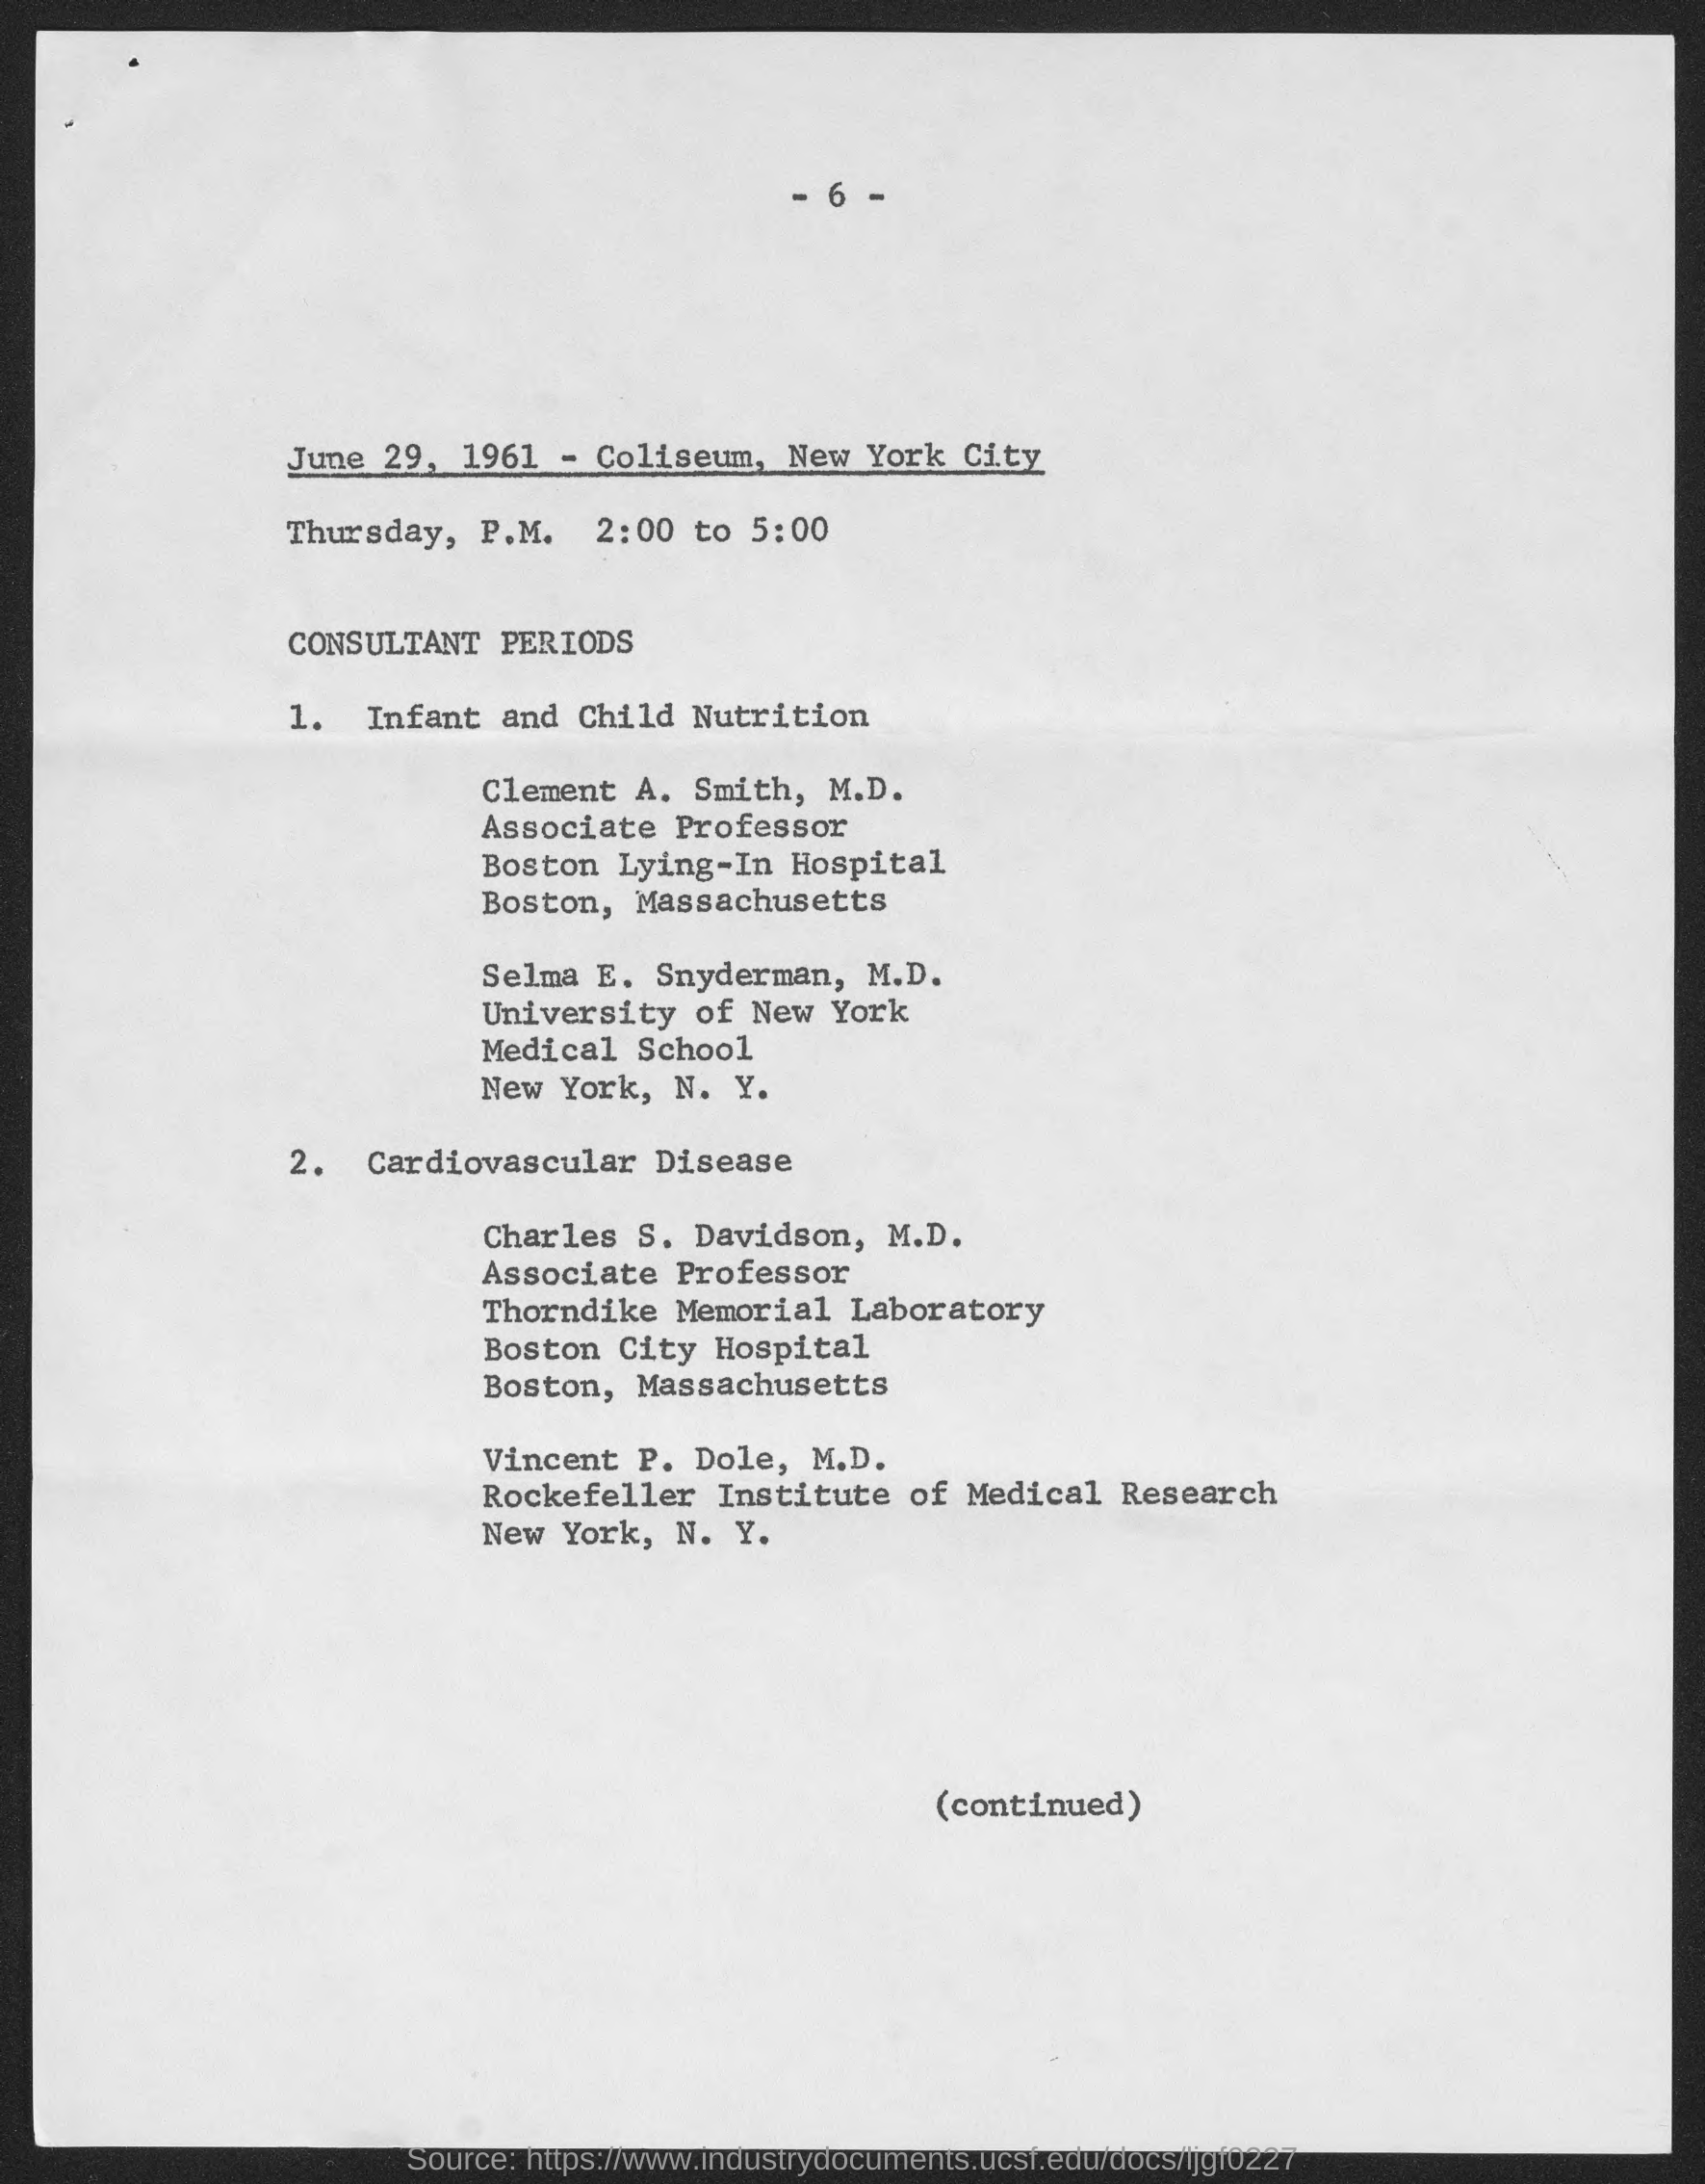 - 6 -
June 29, 1961 - Coliseum, New York City
Thursday, P.M. 2:00 to 5:00
CONSULTANT PERIODS
1. Infant and Child Nutrition
Clement A. Smith, M.D.
Associate Professor
Boston Lying-In Hospital
Boston, Massachusetts
Selma E. Snyderman, M.D.
University of New York
Medical School
New York, N. Y.
2. Cardiovascular Disease
Charles S. Davidson, M.D.
Associate Professor
Thorndike Memorial Laboratory
Boston City Hospital
Boston, Massachusetts
Vincent P. Dole, M.D.
Rockefeller Institute of Medical Research
New York, N. Y.
(continued)
Source: https://www.industrydocuments.ucsf.edu/docs/ljgf0227